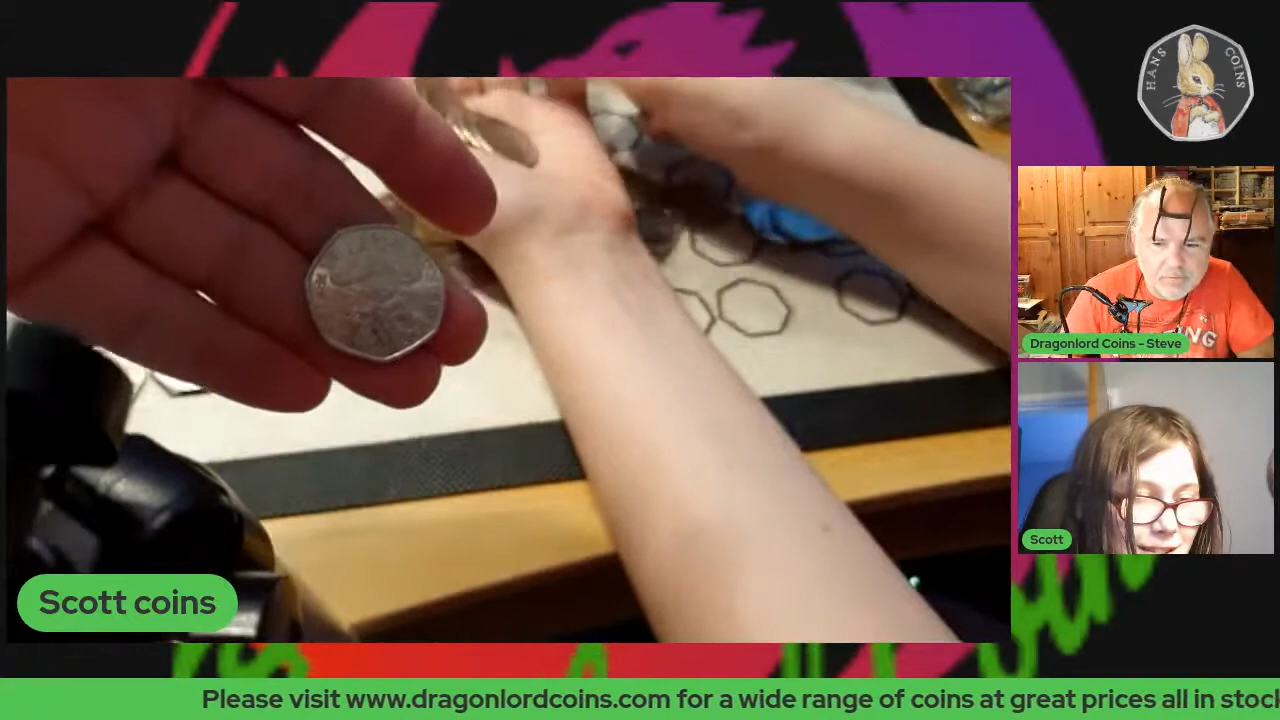 HANS COINS
Dragonlord Coins - Steve
Scott
Scott coins
Please visit www.dragonlordcoins.com for a wide range of coins at great prices all in stock